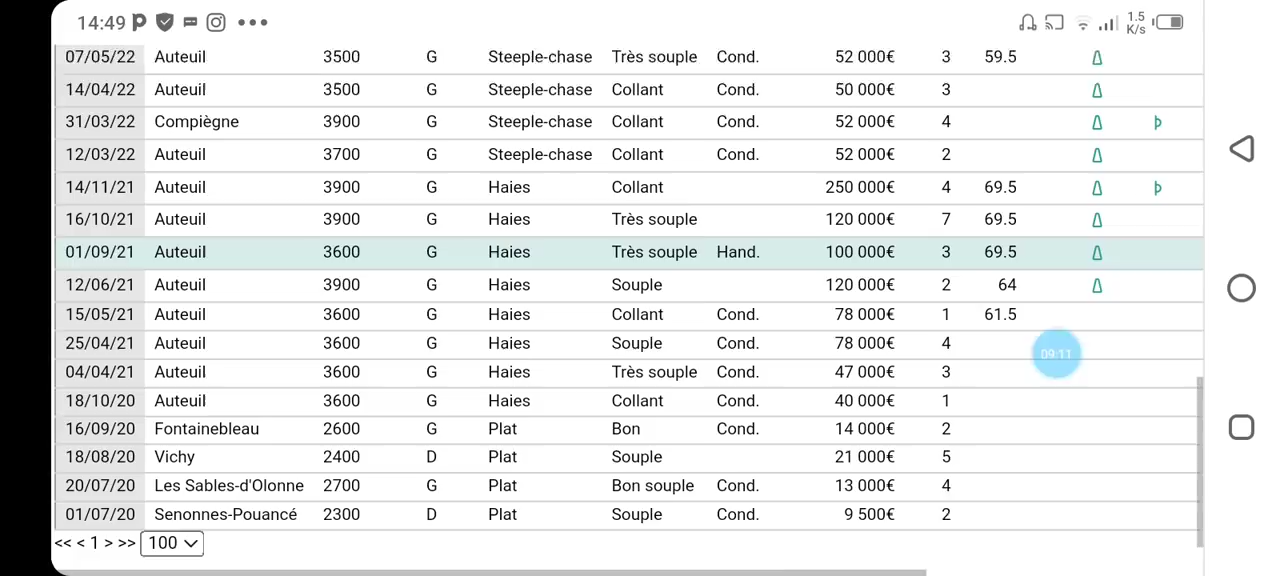 14:49 1.5 K/s
07/05/22 Auteuil 3500 G Steeple-chase Très souple Cond. 52 000€ 3 59.5
14/04/22 Auteuil 3500 G Steeple-chase Collant Cond. 50 000€ 3
31/03/22 Compiègne 3900 G Steeple-chase Collant Cond. 52 000€ 4
12/03/22 Auteuil 3700 G Steeple-chase Collant Cond. 52 000€ 2
14/11/21 Auteuil 3900 G Haies Collant 250 000€ 4 69.5
16/10/21 Auteuil 3900 G Haies Très souple 120 000€ 7 69.5
01/09/21 Auteuil 3600 G Haies Très souple Hand. 100 000€ 3 69.5
12/06/21 Auteuil 3900 G Haies Souple 120 000€ 2 64
15/05/21 Auteuil 3600 G Haies Collant Cond. 78 000€ 1 61.5
25/04/21 Auteuil 3600 G Haies Souple Cond. 78 000€ 4 09:11
04/04/21 Auteuil 3600 G Haies Très souple Cond. 47 000€ 3
18/10/20 Auteuil 3600 G Haies Collant Cond. 40 000€ 1
16/09/20 Fontainebleau 2600 G Plat Bon Cond. 14 000€ 2
18/08/20 Vichy 2400 D Plat Souple 21 000€ 5
20/07/20 Les Sables-d'Olonne 2700 G Plat Bon souple Cond. 13 000€ 4
01/07/20 Senonnes-Pouancé 2300 D Plat Souple Cond. 9 500€ 2
<< < 1 > >> 100